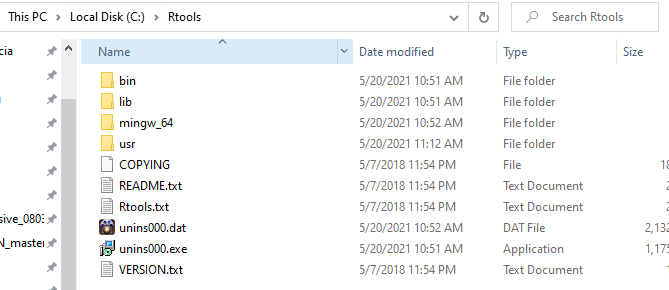 This PC > Local Disk (C:) > Rtools Search Rtools
Name Date modified Type Size
bin 5/20/2021 10:51 AM File folder
lib 5/20/2021 10:51 AM File folder
mingw_64 5/20/2021 10:52 AM File folder
usr 5/20/2021 11:12 AM File folder
COPYING 5/7/2018 11:54 PM File 18
README.txt 5/7/2018 11:54 PM Text Document
Rtools.txt 5/7/2018 11:54 PM Text Document
unins000.dat 5/20/2021 10:52 AM DAT File 2,132
unins000.exe 5/20/2021 10:51 AM Application 1,175
VERSION.txt 5/7/2018 11:54 PM Text Document
cia
sive_0803
N_master